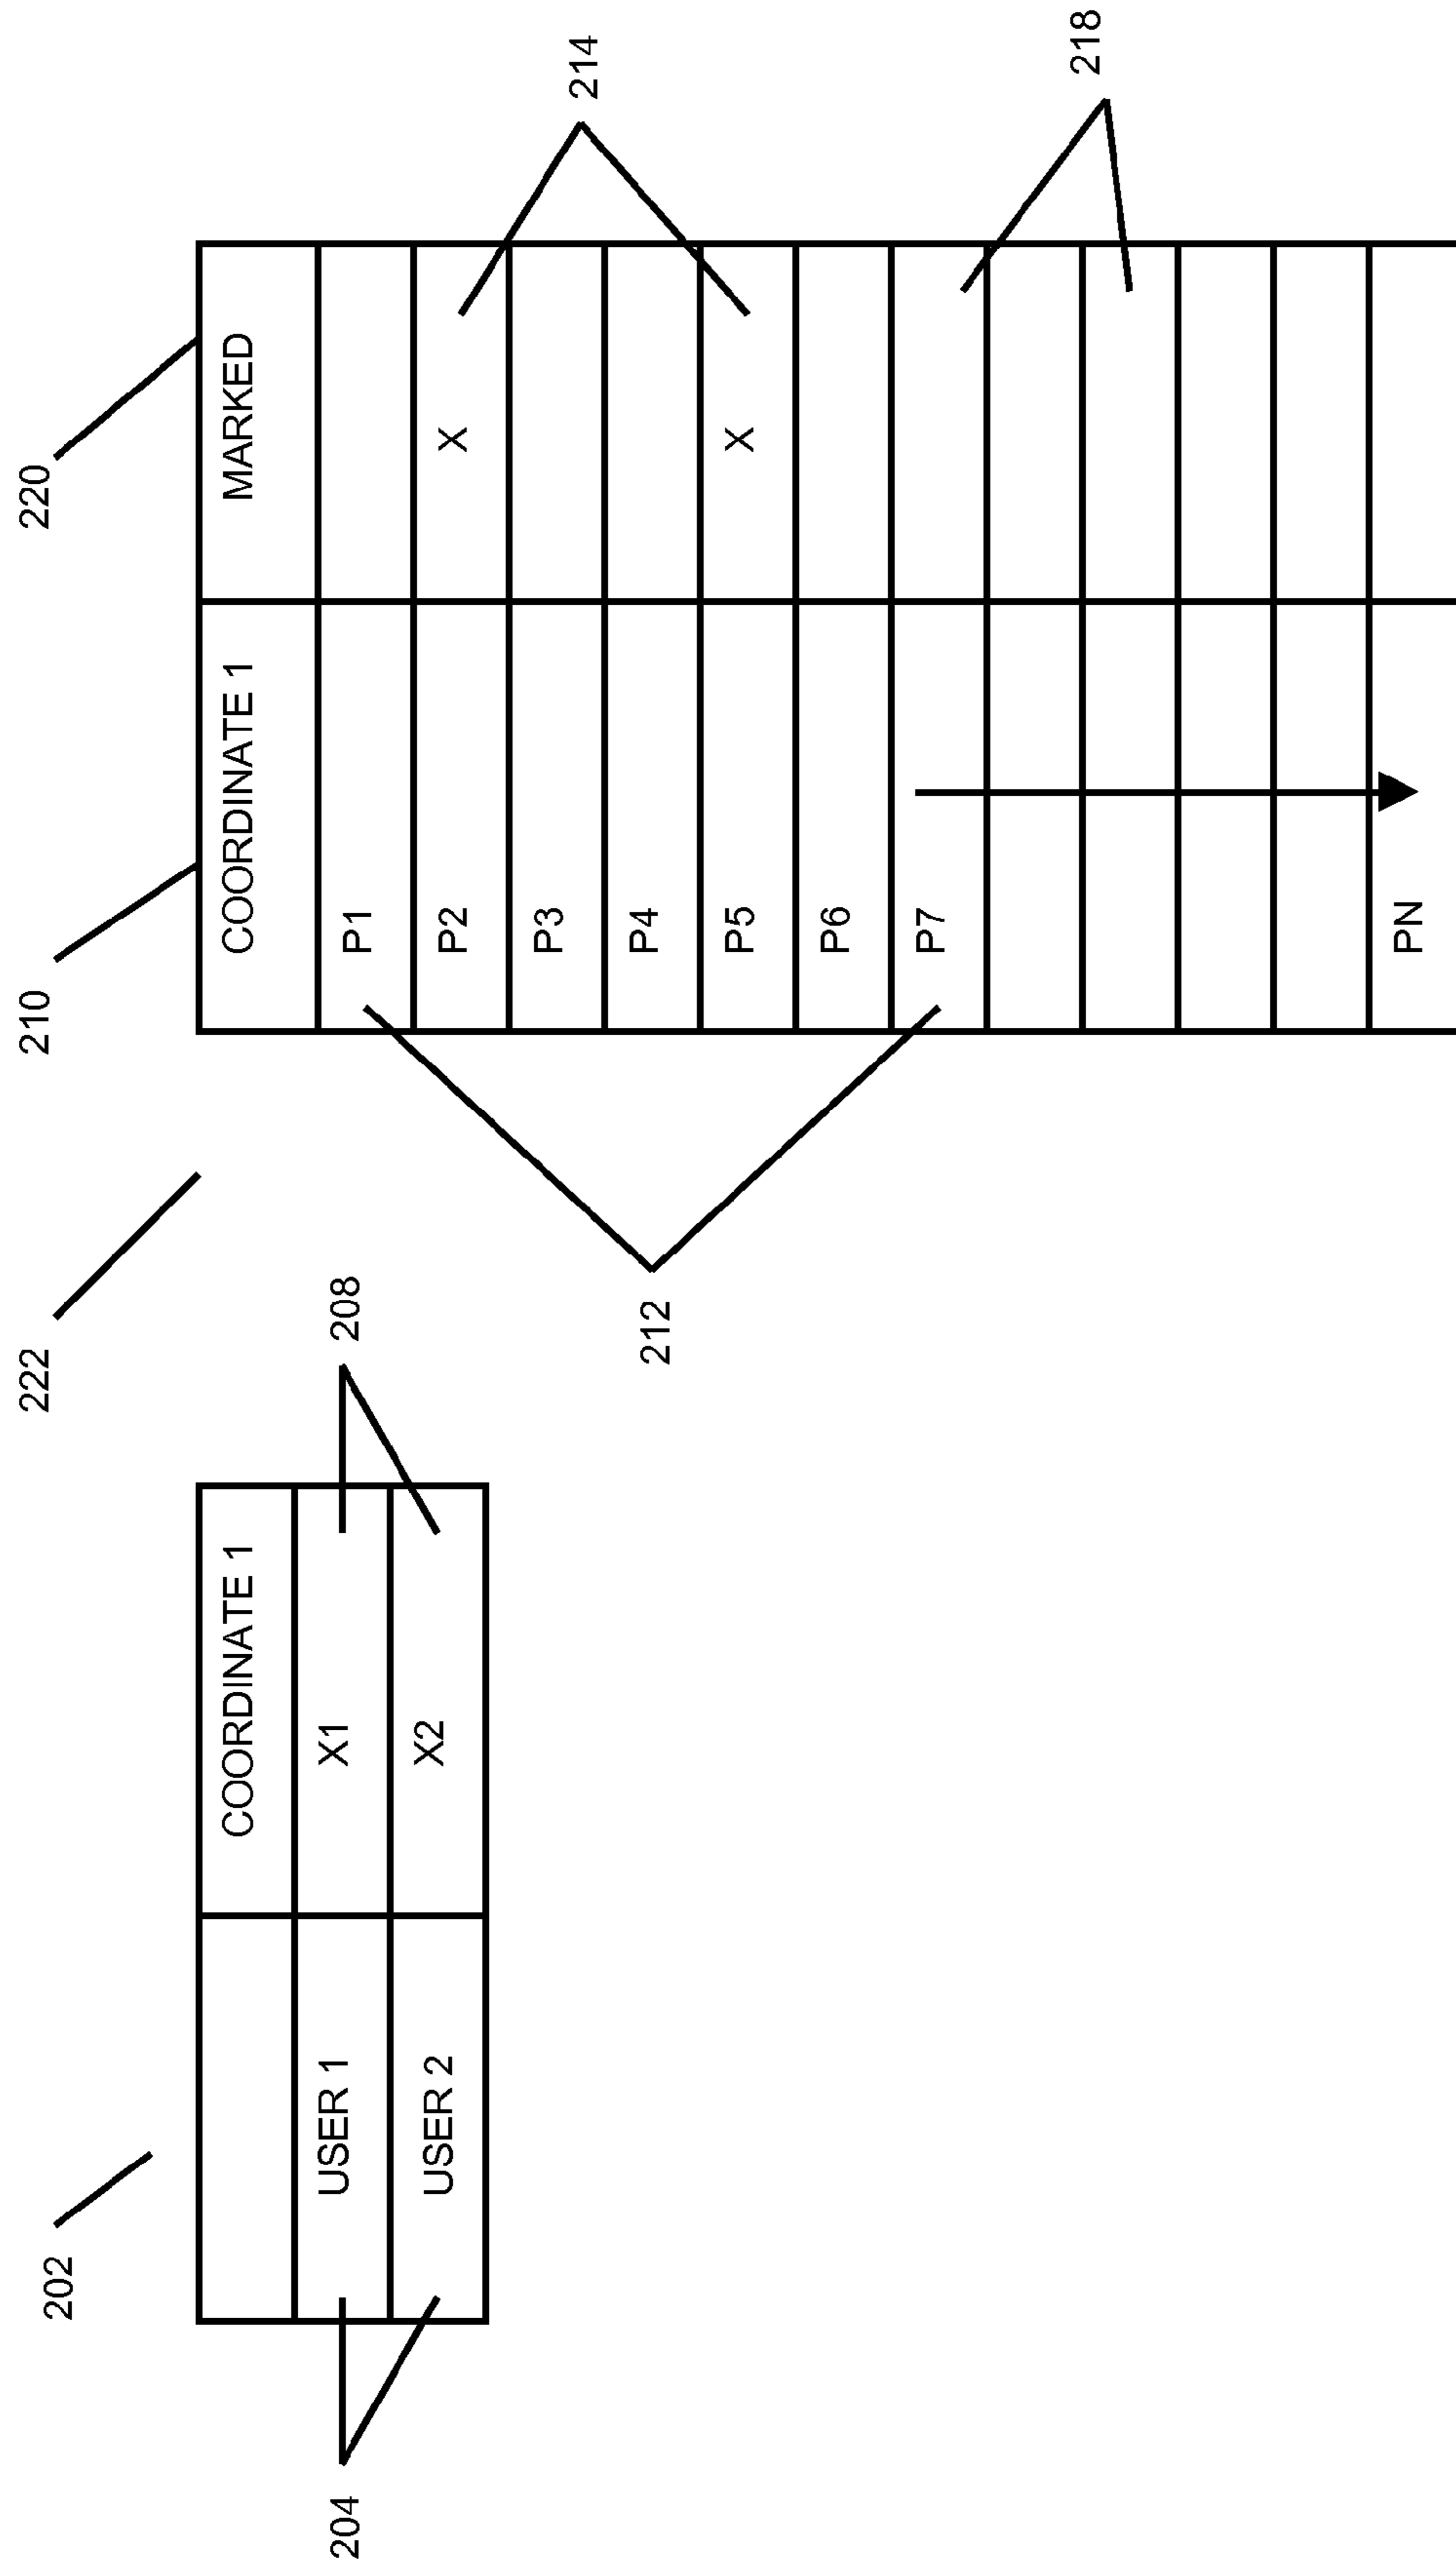 202
222
210
220
COORDINATE 1
USER 1 X1
USER 2 X2
204
208
COORDINATE 1 MARKED
P1
P2 X
P3
P4
P5 X
P6
P7
PN
212
214
218